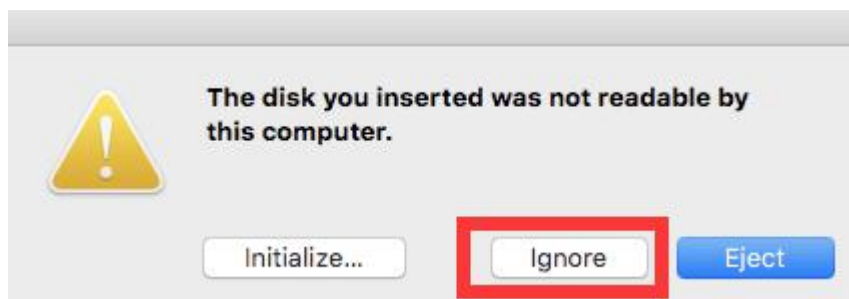 The disk you inserted was not readable by
this computer.
Initialize... Ignore Eject